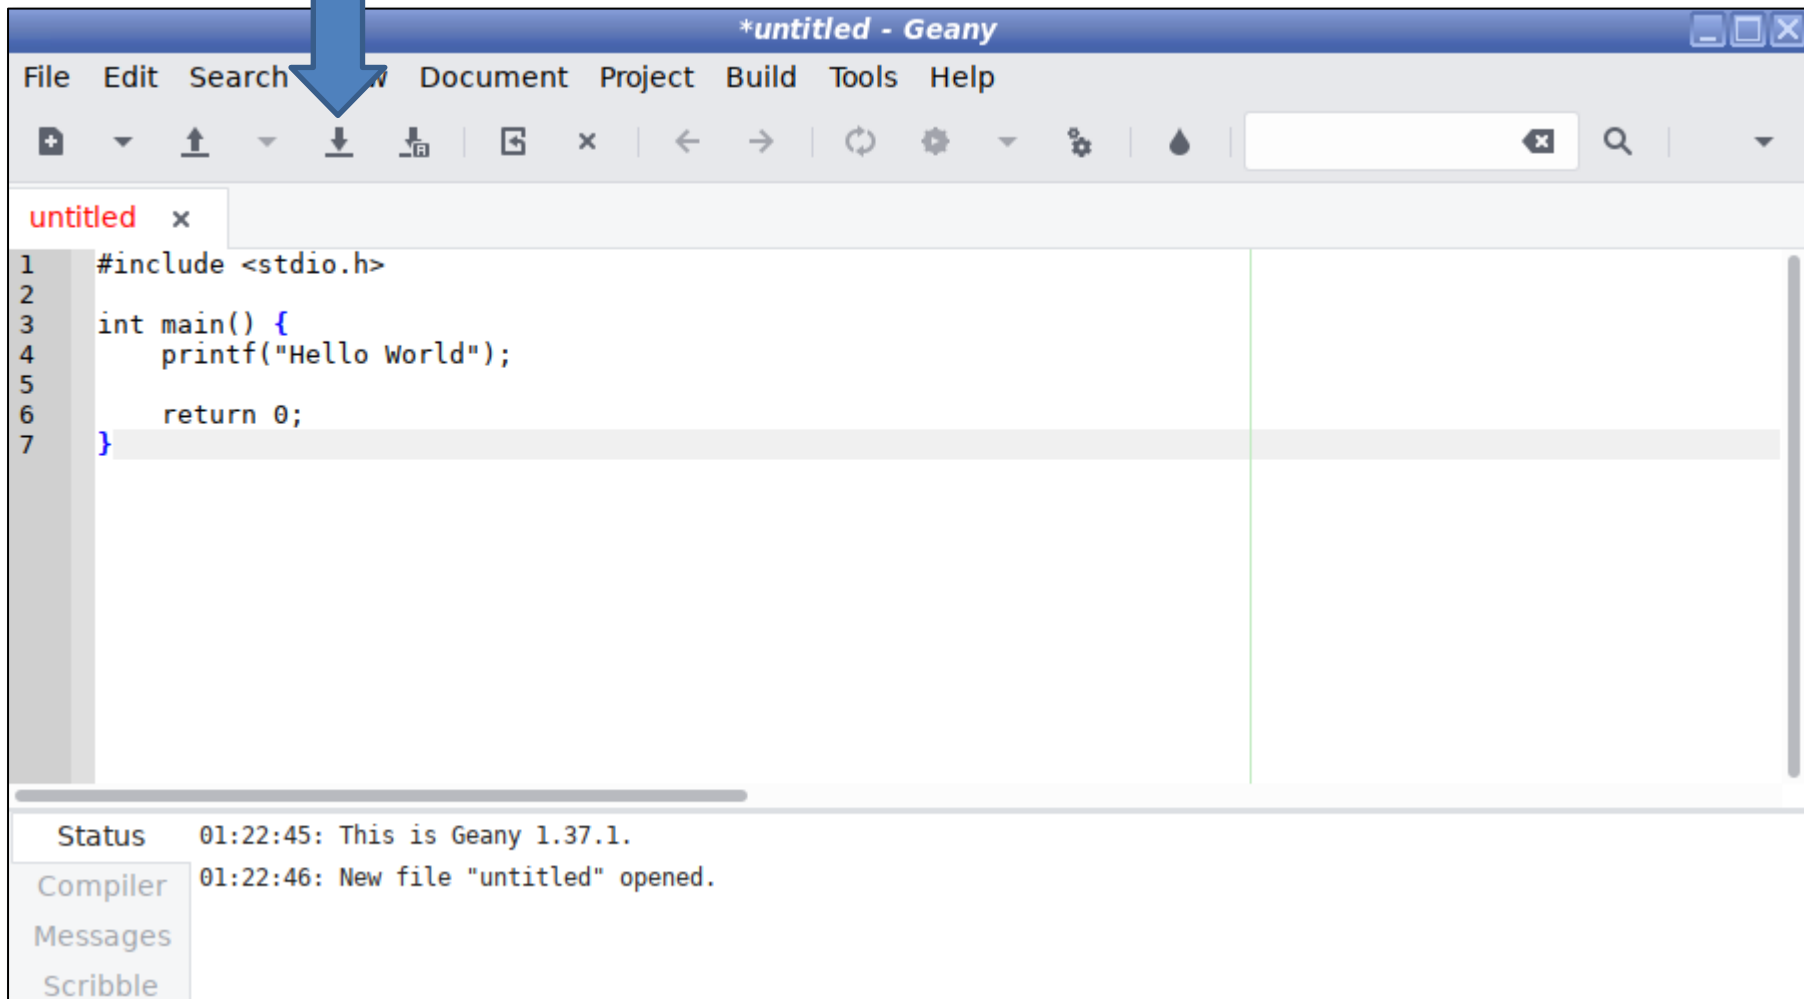 *untitled - Geany
File Edit Search Document Project Build Tools Help
untitled
1 #include <stdio.h>
2
3 int main() {
4     printf("Hello World");
5
6     return 0;
7 }
Status 01:22:45: This is Geany 1.37.1.
Compiler 01:22:46: New file "untitled" opened.
Messages
Scribble